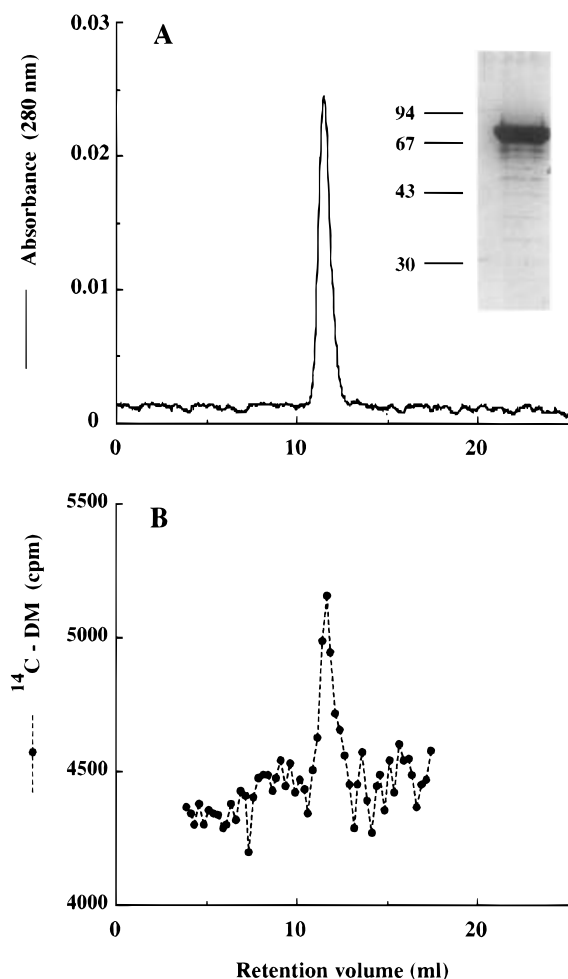 A
0.03
0.02
0.01
0
Absorbance (280 nm)
94
67
43
30
0 10 20
B
5500
5000
4500
4000
14C - DM (cpm)
0 10 20
Retention volume (ml)